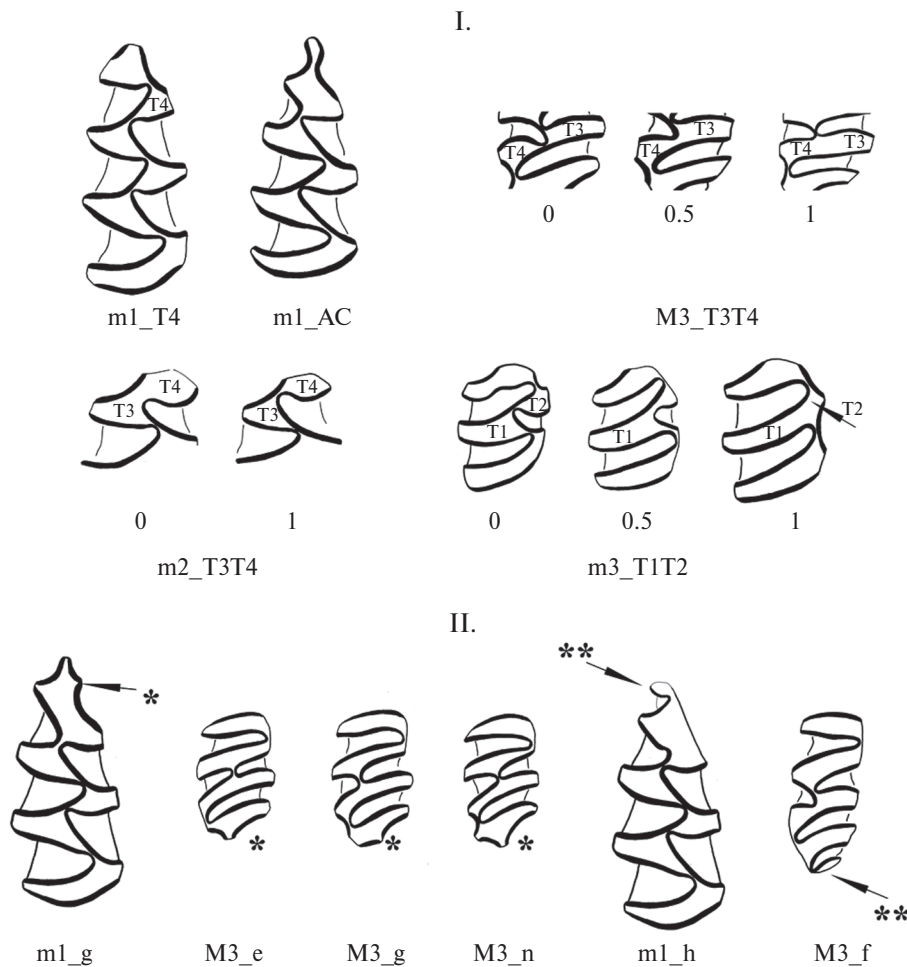 I.
T4
T3
T4
T3
T4
T4
T3
0 0.5 1
m1_T4 m1_AC M3_T3T4
T4
T3
T4
T3
T2
T1
T1
T2
T1
0 1 0 0.5 1
m2_T3T4 m3_T1T2
II.
**
*
* * *
**
m1_g M3_e M3_g M3_n m1_h M3_f